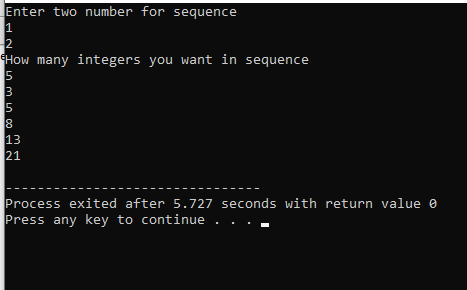 Enter two number for sequence
1
2
How many integers you want in sequence
5
3
5
8
13
21
--------------------------------
Process exited after 5.727 seconds with return value 0
Press any key to continue . . .